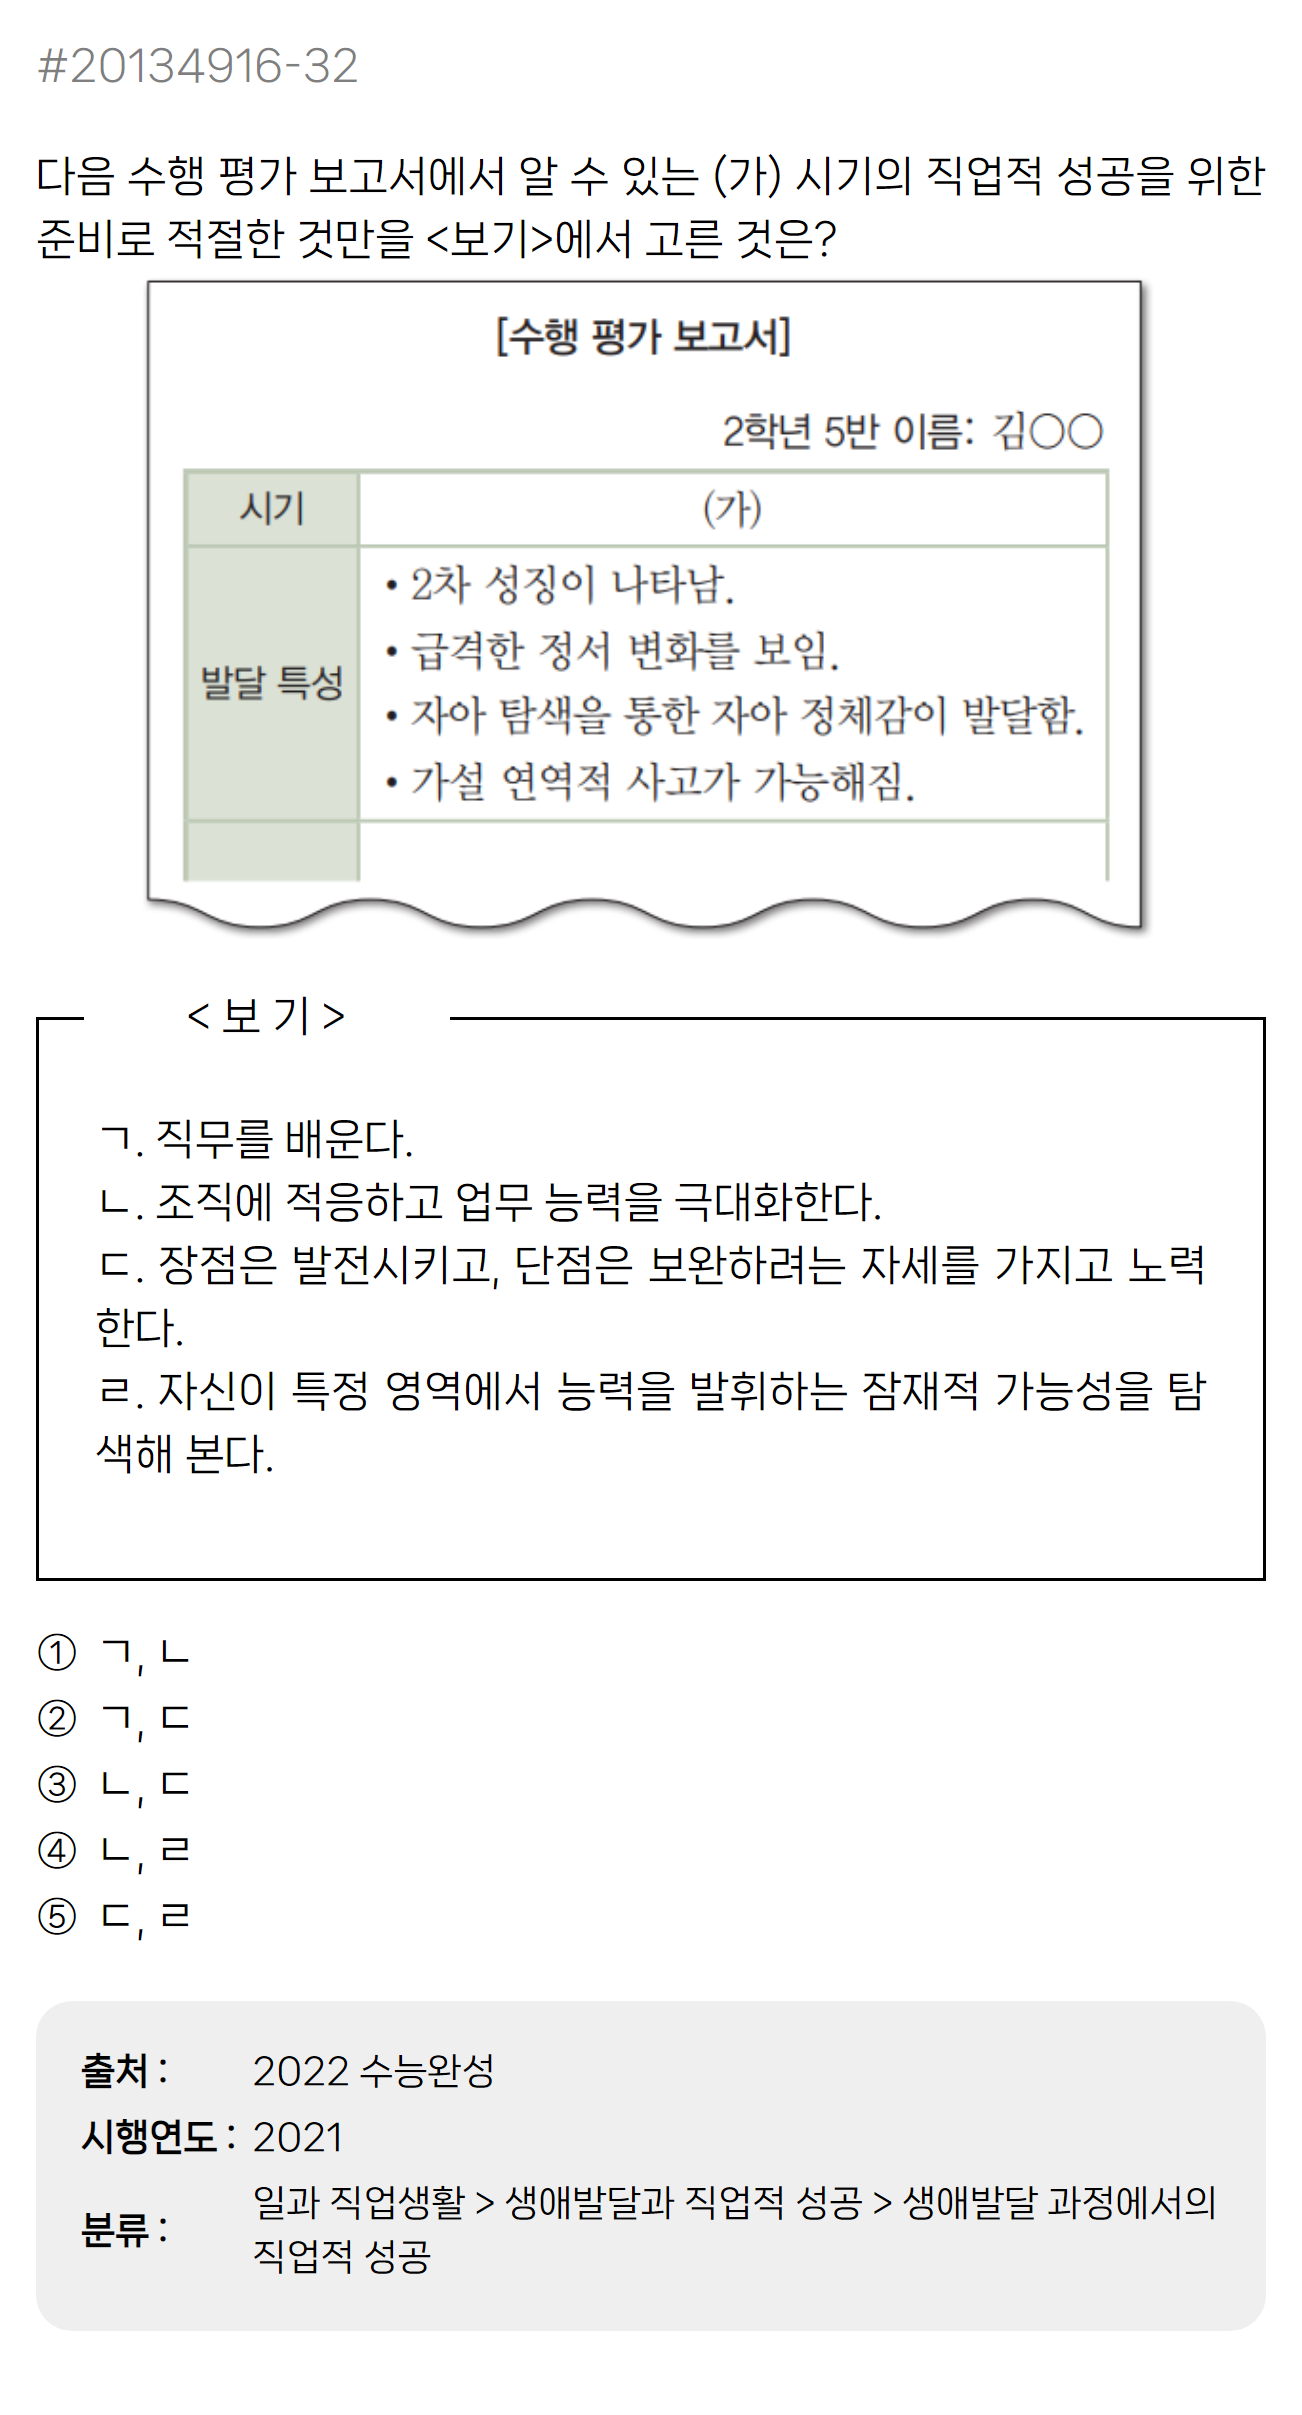 #20134916-32
다음 수행 평가 보고서에서 알 수 있는 (가) 시기의 직업적 성공을 위한
준비로 적절한 것만을 <보기>에서 고른 것은?
[수행 평가 보고서]
2학년 5반 이름: 김○○
시기 (가)
발달 특성
• 2차 성징이 나타남.
• 급격한 정서 변화를 보임.
• 자아 탐색을 통한 자아 정체감이 발달함.
• 가설 연역적 사고가 가능해짐.
< 보 기 >
ㄱ. 직무를 배운다.
ㄴ. 조직에 적응하고 업무 능력을 극대화한다.
ㄷ. 장점은 발전시키고, 단점은 보완하려는 자세를 가지고 노력
한다.
ㄹ. 자신이 특정 영역에서 능력을 발휘하는 잠재적 가능성을 탐
색해 본다.
① ㄱ, ㄴ
② ㄱ, ㄷ
③ ㄴ, ㄷ
④ ㄴ, ㄹ
⑤ ㄷ, ㄹ
출처 : 2022 수능완성
시행연도 : 2021
분류 : 일과 직업생활 > 생애발달과 직업적 성공 > 생애발달 과정에서의
직업적 성공